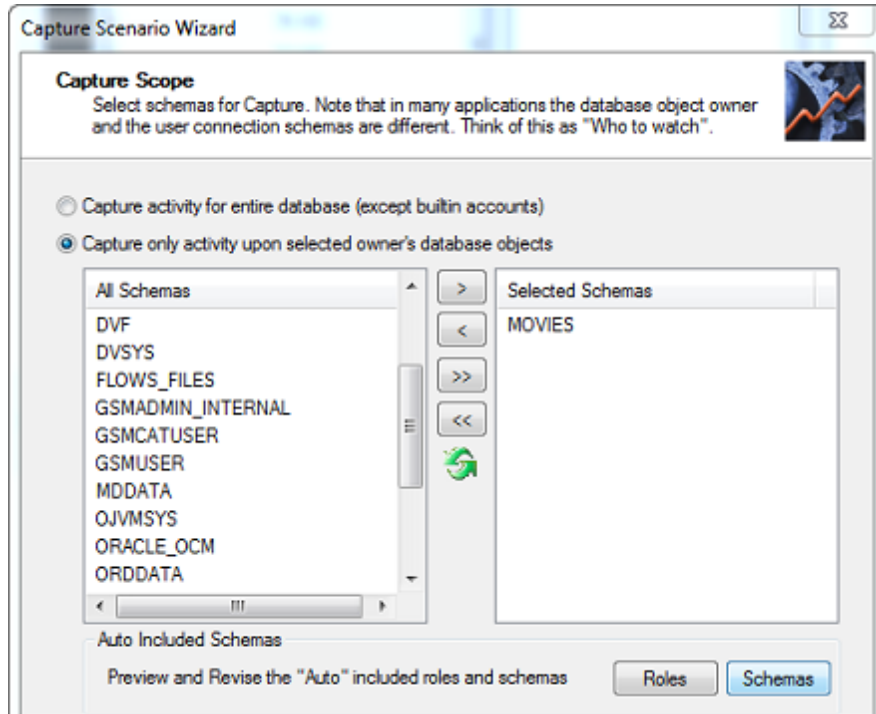 Capture Scenario Wizard
Capture Scope
Select schemas for Capture. Note that in many applications the database object owner
and the user connection schemas are different. Think of this as "Who to watch".
Capture activity for entire database (except builtin accounts)
Capture only activity upon selected owner's database objects
All Schemas
DVF
DVSYS
FLOWS_FILES
GSMADMIN_INTERNAL
GSMCATUSER
GSMUSER
MDDATA
OJVMSYS
ORACLE_OCM
ORDDATA
>
<
>>
<<
Selected Schemas
MOVIES
Auto Included Schemas
Preview and Revise the "Auto" included roles and schemas
Roles
Schemas